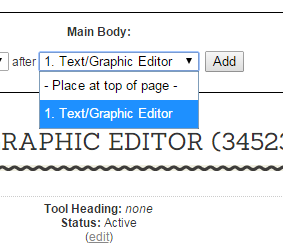 Main Body:
after 1. Text/Graphic Editor Add
- Place at top of page -
1. Text/Graphic Editor
RAPHIC EDITOR (34523
Tool Heading: none
Status: Active
(edit)